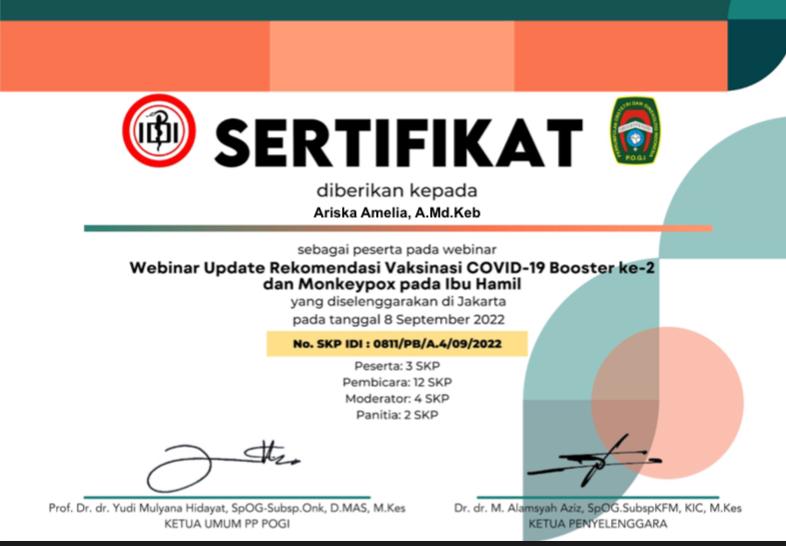 IDI
SERTIFIKAT
P.O.G.I
diberikan kepada
Ariska Amelia, A.Md.Keb
sebagai peserta pada webinar
Webinar Update Rekomendasi Vaksinasi COVID-19 Booster ke-2
dan Monkeypox pada Ibu Hamil
yang diselenggarakan di Jakarta
pada tanggal 8 September 2022
No. SKP IDI : 0811/PB/A.4/09/2022
Peserta: 3 SKP
Pembicara: 12 SKP
Moderator: 4 SKP
Panitia: 2 SKP
Prof. Dr. dr. Yudi Mulyana Hidayat, SpOG-Subsp.Onk, D.MAS, M.Kes
KETUA UMUM PP POGI
Dr. dr. M. Alamsyah Aziz, SpOG.SubspKFM, KIC, M.Kes
KETUA PENYELENGGARA